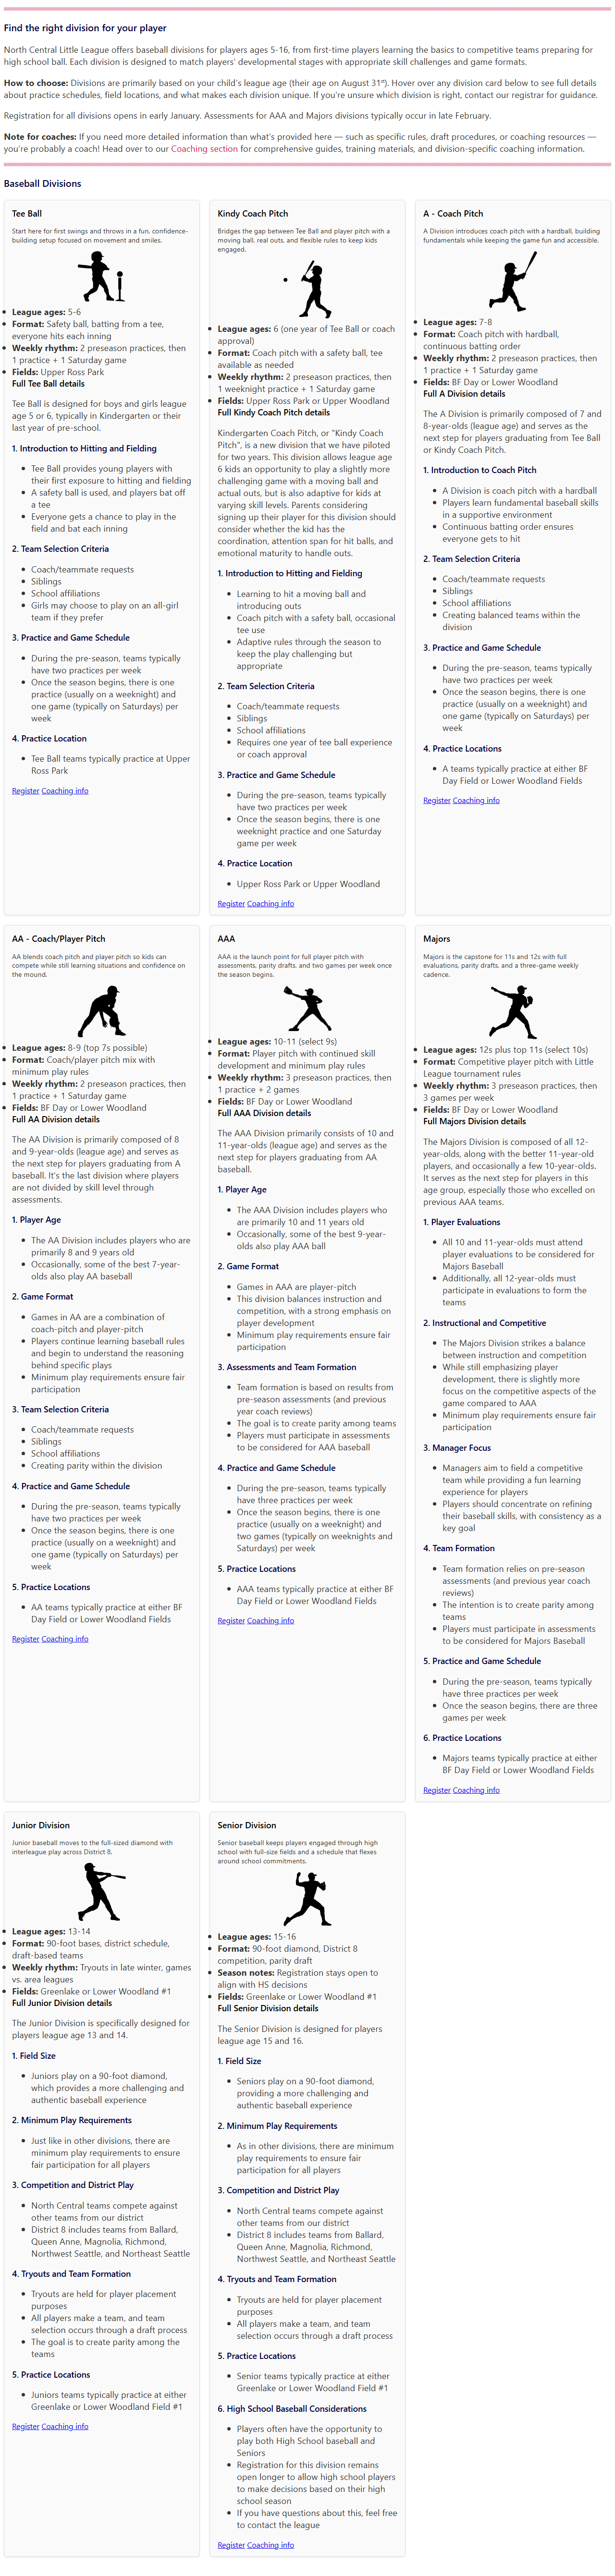 Find the right division for your player
North Central Little League offers baseball divisions for players ages 5-16, from first-time players learning the basics to competitive teams preparing for
high school ball. Each division is designed to match players' developmental stages with appropriate skill challenges and game formats.
How to choose: Divisions are primarily based on your child's league age (their age on August 31st). Hover over any division card below to see full details
about practice schedules, field locations, and what makes each division unique. If you're unsure which division is right, contact our registrar for guidance.
Registration for all divisions opens in early January. Assessments for AAA and Majors divisions typically occur in late February.
Note for coaches: If you need more detailed information than what's provided here — such as specific rules, draft procedures, or coaching resources —
you're probably a coach! Head over to our Coaching section for comprehensive guides, training materials, and division-specific coaching information.
Baseball Divisions
Tee Ball
Start here for first swings and throws in a fun, confidence-
building setup focused on movement and smiles.
League ages: 5-6
Format: Safety ball, batting from a tee,
everyone hits each inning
Weekly rhythm: 2 preseason practices, then
1 practice + 1 Saturday game
Fields: Upper Ross Park
Full Tee Ball details
Tee Ball is designed for boys and girls league
age 5 or 6, typically in Kindergarten or their
last year of pre-school.
1. Introduction to Hitting and Fielding
Tee Ball provides young players with
their first exposure to hitting and fielding
A safety ball is used, and players bat off
a tee
Everyone gets a chance to play in the
field and bat each inning
2. Team Selection Criteria
Coach/teammate requests
Siblings
School affiliations
Girls may choose to play on an all-girl
team if they prefer
3. Practice and Game Schedule
During the pre-season, teams typically
have two practices per week
Once the season begins, there is one
practice (usually on a weeknight) and
one game (typically on Saturdays) per
week
4. Practice Location
Tee Ball teams typically practice at Upper
Ross Park
Register Coaching info
Kindy Coach Pitch
Bridges the gap between Tee Ball and player pitch with a
moving ball, real outs, and flexible rules to keep kids
engaged.
League ages: 6 (one year of Tee Ball or coach
approval)
Format: Coach pitch with a safety ball, tee
available as needed
Weekly rhythm: 2 preseason practices, then
1 weeknight practice + 1 Saturday game
Fields: Upper Ross Park or Upper Woodland
Full Kindy Coach Pitch details
Kindergarten Coach Pitch, or "Kindy Coach
Pitch", is a new division that we have piloted
for two years. This division allows league age
6 kids an opportunity to play a slightly more
challenging game with a moving ball and
actual outs, but is also adaptive for kids at
varying skill levels. Parents considering
signing up their player for this division should
consider whether the kid has the
coordination, attention span for hit balls, and
emotional maturity to handle outs.
1. Introduction to Hitting and Fielding
Learning to hit a moving ball and
introducing outs
Coach pitch with a safety ball, occasional
tee use
Adaptive rules through the season to
keep the play challenging but
appropriate
2. Team Selection Criteria
Coach/teammate requests
Siblings
School affiliations
Requires one year of tee ball experience
or coach approval
3. Practice and Game Schedule
During the pre-season, teams typically
have two practices per week
Once the season begins, there is one
weeknight practice and one Saturday
game per week
4. Practice Location
Upper Ross Park or Upper Woodland
Register Coaching info
A - Coach Pitch
A Division introduces coach pitch with a hardball, building
fundamentals while keeping the game fun and accessible.
League ages: 7-8
Format: Coach pitch with hardball,
continuous batting order
Weekly rhythm: 2 preseason practices, then
1 practice + 1 Saturday game
Fields: BF Day or Lower Woodland
Full A Division details
The A Division is primarily composed of 7 and
8-year-olds (league age) and serves as the
next step for players graduating from Tee Ball
or Kindy Coach Pitch.
1. Introduction to Coach Pitch
A Division is coach pitch with a hardball
Players learn fundamental baseball skills
in a supportive environment
Continuous batting order ensures
everyone gets to hit
2. Team Selection Criteria
Coach/teammate requests
Siblings
School affiliations
Creating balanced teams within the
division
3. Practice and Game Schedule
During the pre-season, teams typically
have two practices per week
Once the season begins, there is one
practice (usually on a weeknight) and
one game (typically on Saturdays) per
week
4. Practice Locations
A teams typically practice at either BF
Day Field or Lower Woodland Fields
Register Coaching info
AA - Coach/Player Pitch
AA blends coach pitch and player pitch so kids can
compete while still learning situations and confidence on
the mound.
League ages: 8-9 (top 7s possible)
Format: Coach/player pitch mix with
minimum play rules
Weekly rhythm: 2 preseason practices, then
1 practice + 1 Saturday game
Fields: BF Day or Lower Woodland
Full AA Division details
The AA Division is primarily composed of 8
and 9-year-olds (league age) and serves as
the next step for players graduating from A
baseball. It's the last division where players
are not divided by skill level through
assessments.
1. Player Age
The AA Division includes players who are
primarily 8 and 9 years old
Occasionally, some of the best 7-year-
olds also play AA baseball
2. Game Format
Games in AA are a combination of
coach-pitch and player-pitch
Players continue learning baseball rules
and begin to understand the reasoning
behind specific plays
Minimum play requirements ensure fair
participation
3. Team Selection Criteria
Coach/teammate requests
Siblings
School affiliations
Creating parity within the division
4. Practice and Game Schedule
During the pre-season, teams typically
have two practices per week
Once the season begins, there is one
practice (usually on a weeknight) and
one game (typically on Saturdays) per
week
5. Practice Locations
AA teams typically practice at either BF
Day Field or Lower Woodland Fields
Register Coaching info
AAA
AAA is the launch point for full player pitch with
assessments, parity drafts, and two games per week once
the season begins.
League ages: 10-11 (select 9s)
Format: Player pitch with continued skill
development and minimum play rules
Weekly rhythm: 3 preseason practices, then
1 practice + 2 games
Fields: BF Day or Lower Woodland
Full AAA Division details
The AAA Division primarily consists of 10 and
11-year-olds (league age) and serves as the
next step for players graduating from AA
baseball.
1. Player Age
The AAA Division includes players who
are primarily 10 and 11 years old
Occasionally, some of the best 9-year-
olds also play AAA ball
2. Game Format
Games in AAA are player-pitch
This division balances instruction and
competition, with a strong emphasis on
player development
Minimum play requirements ensure fair
participation
3. Assessments and Team Formation
Team formation is based on results from
pre-season assessments (and previous
year coach reviews)
The goal is to create parity among teams
Players must participate in assessments
to be considered for AAA baseball
4. Practice and Game Schedule
During the pre-season, teams typically
have three practices per week
Once the season begins, there is one
practice (usually on a weeknight) and
two games (typically on weeknights and
Saturdays) per week
5. Practice Locations
AAA teams typically practice at either BF
Day Field or Lower Woodland Fields
Register Coaching info
Majors
Majors is the capstone for 11s and 12s with full
evaluations, parity drafts, and a three-game weekly
cadence.
League ages: 12s plus top 11s (select 10s)
Format: Competitive player pitch with Little
League tournament rules
Weekly rhythm: 3 preseason practices, then
3 games per week
Fields: BF Day or Lower Woodland
Full Majors Division details
The Majors Division is composed of all 12-
year-olds, along with the better 11-year-old
players, and occasionally a few 10-year-olds.
It serves as the next step for players in this
age group, especially those who excelled on
previous AAA teams.
1. Player Evaluations
All 10 and 11-year-olds must attend
player evaluations to be considered for
Majors Baseball
Additionally, all 12-year-olds must
participate in evaluations to form the
teams
2. Instructional and Competitive
The Majors Division strikes a balance
between instruction and competition
While still emphasizing player
development, there is slightly more
focus on the competitive aspects of the
game compared to AAA
Minimum play requirements ensure fair
participation
3. Manager Focus
Managers aim to field a competitive
team while providing a fun learning
experience for players
Players should concentrate on refining
their baseball skills, with consistency as a
key goal
4. Team Formation
Team formation relies on pre-season
assessments (and previous year coach
reviews)
The intention is to create parity among
teams
Players must participate in assessments
to be considered for Majors Baseball
5. Practice and Game Schedule
During the pre-season, teams typically
have three practices per week
Once the season begins, there are three
games per week
6. Practice Locations
Majors teams typically practice at either
BF Day Field or Lower Woodland Fields
Register Coaching info
Junior Division
Junior baseball moves to the full-sized diamond with
interleague play across District 8.
League ages: 13-14
Format: 90-foot bases, district schedule,
draft-based teams
Weekly rhythm: Tryouts in late winter, games
vs. area leagues
Fields: Greenlake or Lower Woodland #1
Full Junior Division details
The Junior Division is specifically designed for
players league age 13 and 14.
1. Field Size
Juniors play on a 90-foot diamond,
which provides a more challenging and
authentic baseball experience
2. Minimum Play Requirements
Just like in other divisions, there are
minimum play requirements to ensure
fair participation for all players
3. Competition and District Play
North Central teams compete against
other teams from our district
District 8 includes teams from Ballard,
Queen Anne, Magnolia, Richmond,
Northwest Seattle, and Northeast Seattle
4. Tryouts and Team Formation
Tryouts are held for player placement
purposes
All players make a team, and team
selection occurs through a draft process
The goal is to create parity among the
teams
5. Practice Locations
Juniors teams typically practice at either
Greenlake or Lower Woodland Field #1
Register Coaching info
Senior Division
Senior baseball keeps players engaged through high
school with full-size fields and a schedule that flexes
around school commitments.
League ages: 15-16
Format: 90-foot diamond, District 8
competition, parity draft
Season notes: Registration stays open to
align with HS decisions
Fields: Greenlake or Lower Woodland #1
Full Senior Division details
The Senior Division is designed for players
league age 15 and 16.
1. Field Size
Seniors play on a 90-foot diamond,
providing a more challenging and
authentic baseball experience
2. Minimum Play Requirements
As in other divisions, there are minimum
play requirements to ensure fair
participation for all players
3. Competition and District Play
North Central teams compete against
other teams from our district
District 8 includes teams from Ballard,
Queen Anne, Magnolia, Richmond,
Northwest Seattle, and Northeast Seattle
4. Tryouts and Team Formation
Tryouts are held for player placement
purposes
All players make a team, and team
selection occurs through a draft process
5. Practice Locations
Senior teams typically practice at either
Greenlake or Lower Woodland Field #1
6. High School Baseball Considerations
Players often have the opportunity to
play both High School baseball and
Seniors
Registration for this division remains
open longer to allow high school players
to make decisions based on their high
school season
If you have questions about this, feel free
to contact the league
Register Coaching info